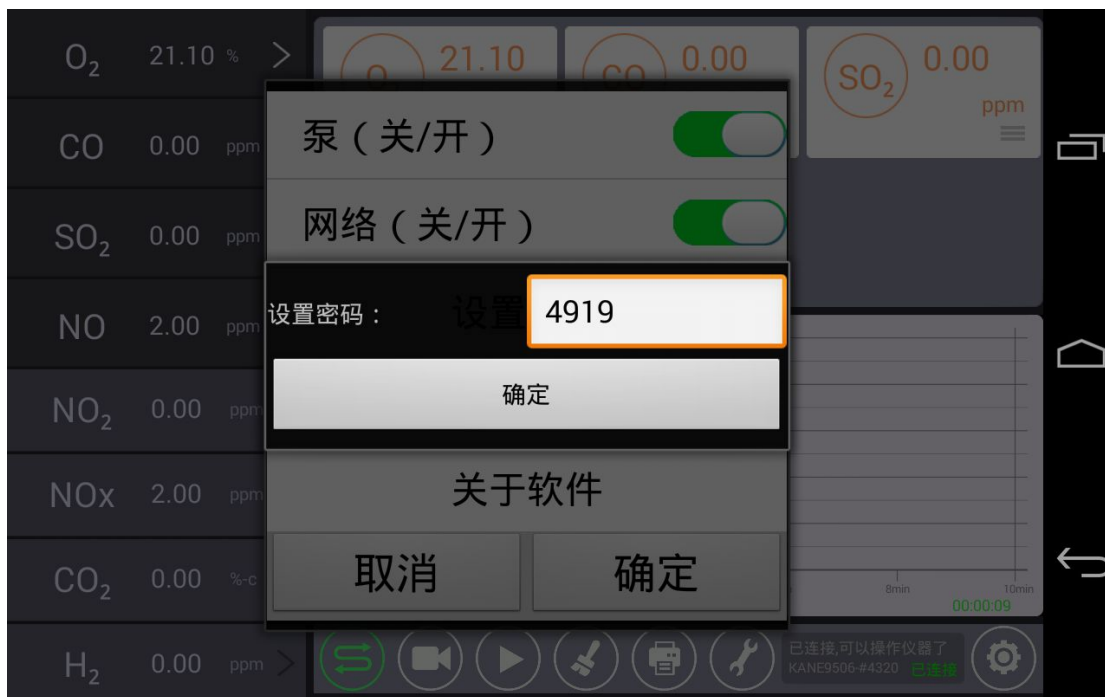 O₂ 21.10 %
CO 0.00 ppm
SO₂ 0.00 ppm
NO 2.00 ppm
NO₂ 0.00 ppm
NOx 2.00 ppm
CO₂ 0.00 %-c
H₂ 0.00 ppm
O₂ 21.10
CO 0.00
SO₂ 0.00
ppm
泵（关/开）
网络（关/开）
设置
设置密码： 4919
确定
关于软件
取消 确定
8min 10min
00:00:09
已连接,可以操作仪器了
KANE9506-#4320 已连接